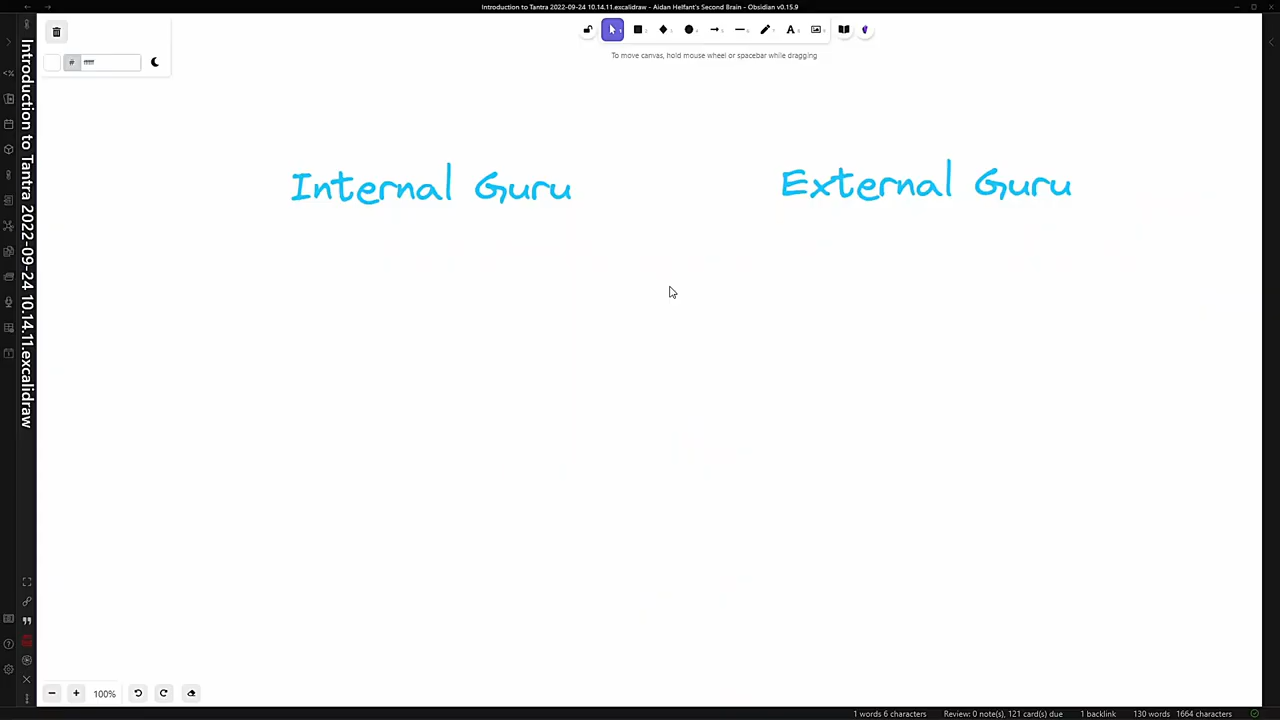 Introduction to Tantra 2022-09-24 10.14.11.excalidraw - Aidan Helfant's Second Brain - Obsidian v0.15.9
To move canvas, hold mouse wheel or spacebar while dragging
Internal Guru
External Guru
Introduction to Tantra 2022-09-24 10.14.11.excalidraw
100%
1 words 6 characters
Review: 0 note(s), 121 card(s) due
1 backlink
130 words
1664 characters